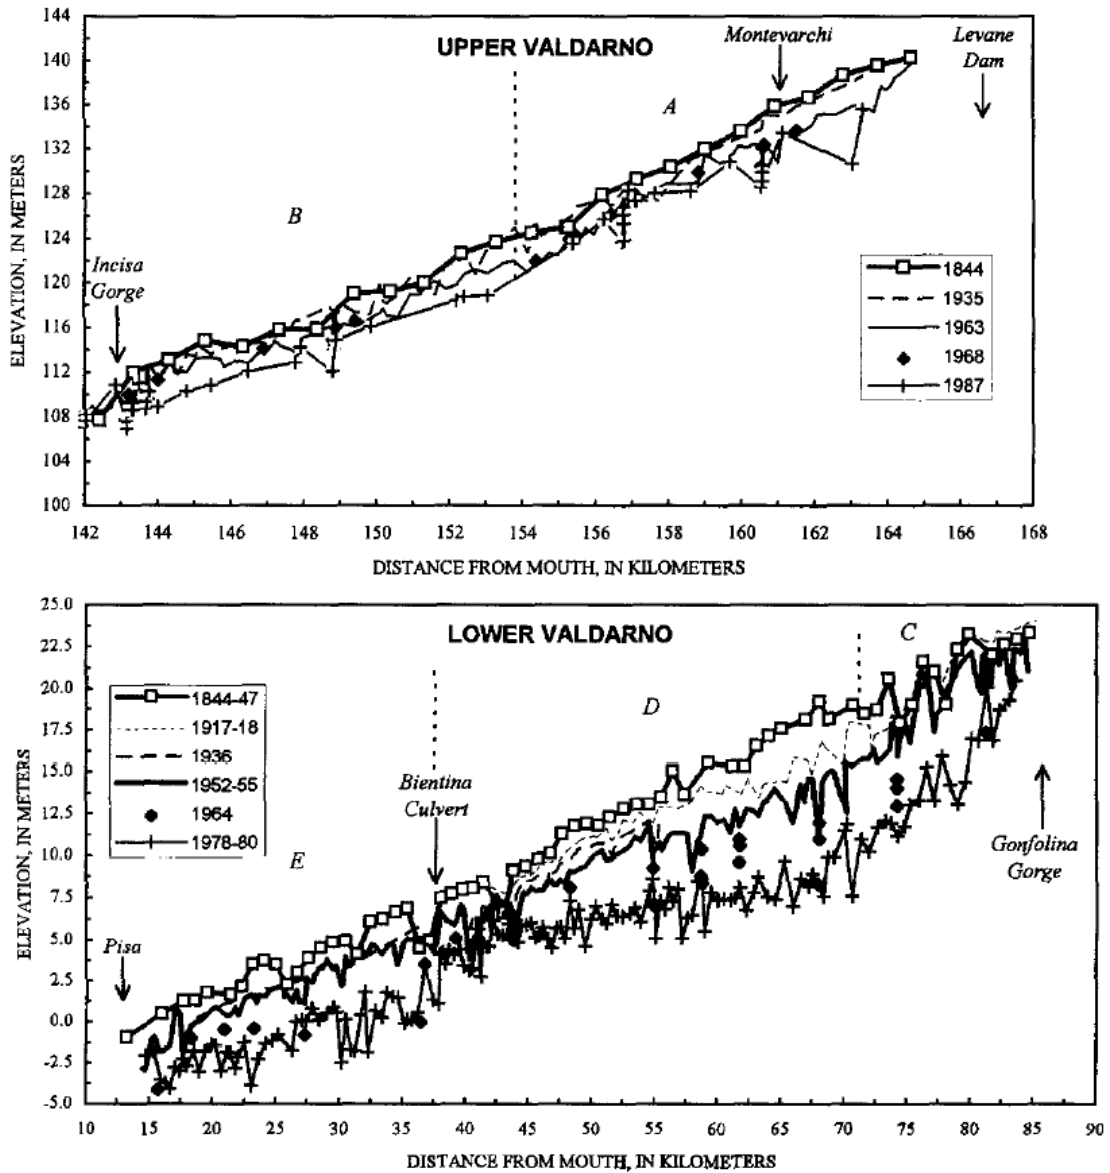 144
140
136
132
128
124
120
116
112
108
104
100
ELEVATION, IN METERS
UPPER VALDARNO
Montevarchi
Levane
Dam
A
B
Incisa
Gorge
1844
1935
1963
1968
1987
142 144 146 148 150 152 154 156 158 160 162 164 166 168
DISTANCE FROM MOUTH, IN KILOMETERS
25.0
22.5
20.0
17.5
15.0
12.5
10.0
7.5
5.0
2.5
0.0
-2.5
-5.0
ELEVATION, IN METERS
LOWER VALDARNO
C
D
E
1844-47
1917-18
1936
1952-55
1964
1978-80
Bientina
Culvert
Pisa
Gonfolina
Gorge
10 15 20 25 30 35 40 45 50 55 60 65 70 75 80 85 90
DISTANCE FROM MOUTH, IN KILOMETERS